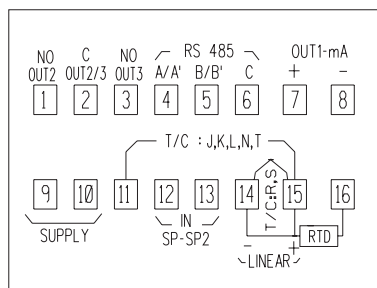 NO C NO RS 485 OUT1-mA
OUT2 OUT2/3 OUT3 A/A' B/B' C + -
1 2 3 4 5 6 7 8
T/C : J,K,L,N,T
9 10 11 12 13 14 T/C:R,S 15 16
SUPPLY IN - + RTD
SP-SP2
LINEAR